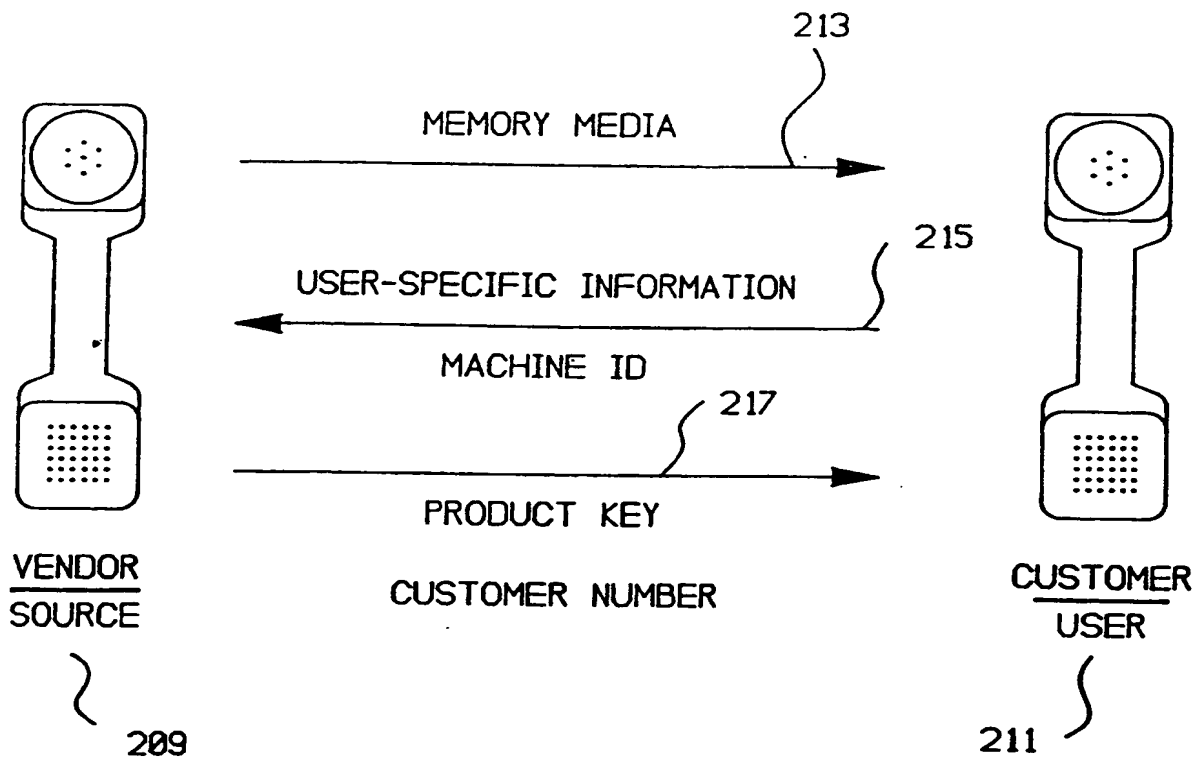 213
MEMORY MEDIA
215
USER-SPECIFIC INFORMATION
MACHINE ID
217
PRODUCT KEY
CUSTOMER NUMBER
VENDOR
SOURCE
209
CUSTOMER
USER
211